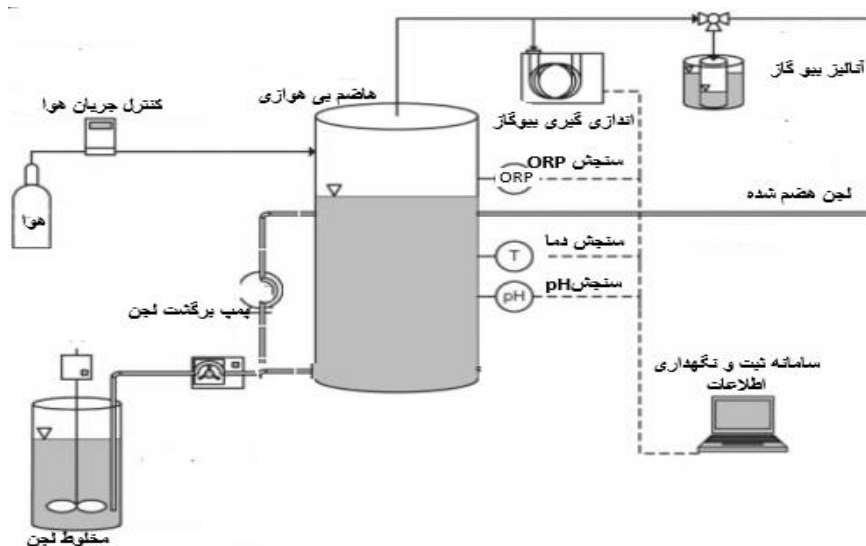 آنالیز بیو گاز
هاضم بی هوازی
کنترل جریان هوا
اندازی گیری بیوگاز
سنجش ORP
ORP
لجن هضم شده
هوا
سنجش دما
T
سنجش pH
pH
پمپ برگشت لجن
سامانه ثبت و نگهداری
اطلاعات
مخلوط لجن